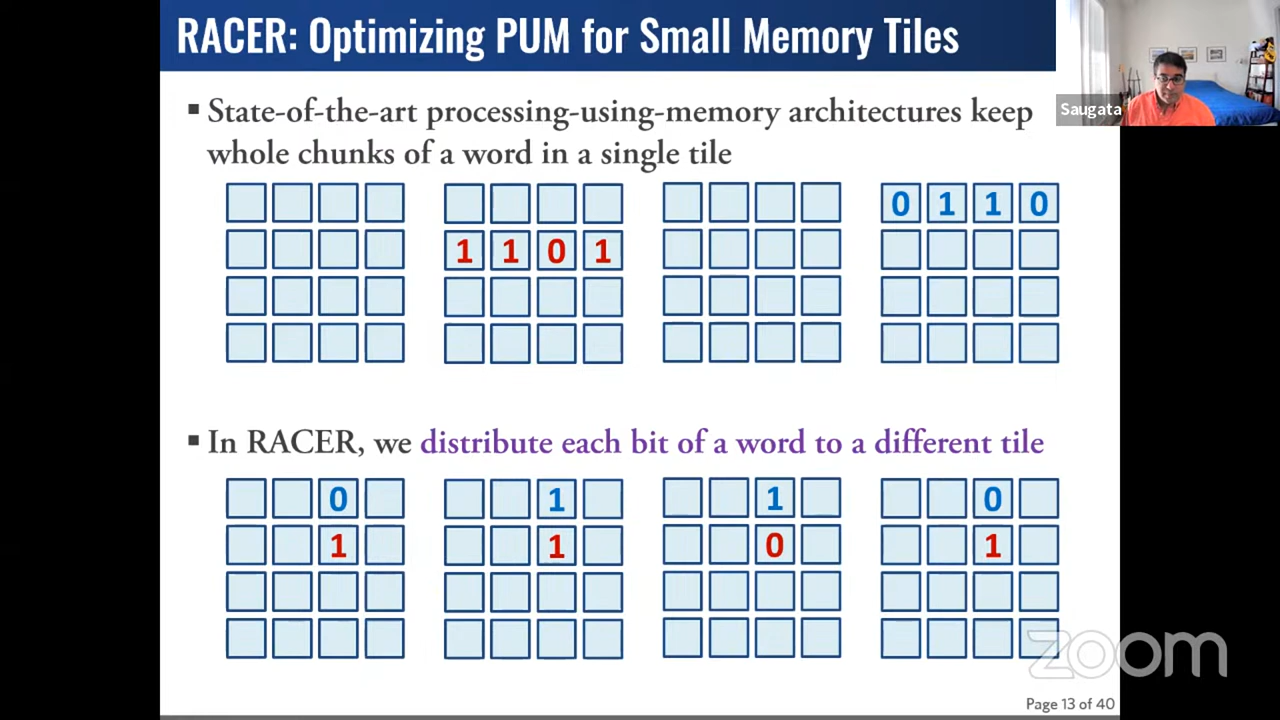 RACER: Optimizing PUM for Small Memory Tiles
Saugata
▪ State-of-the-art processing-using-memory architectures keep
whole chunks of a word in a single tile
0 1 1 0
1 1 0 1
▪ In RACER, we distribute each bit of a word to a different tile
0 1 1 0
1 1 0 1
zoom
Page 13 of 40